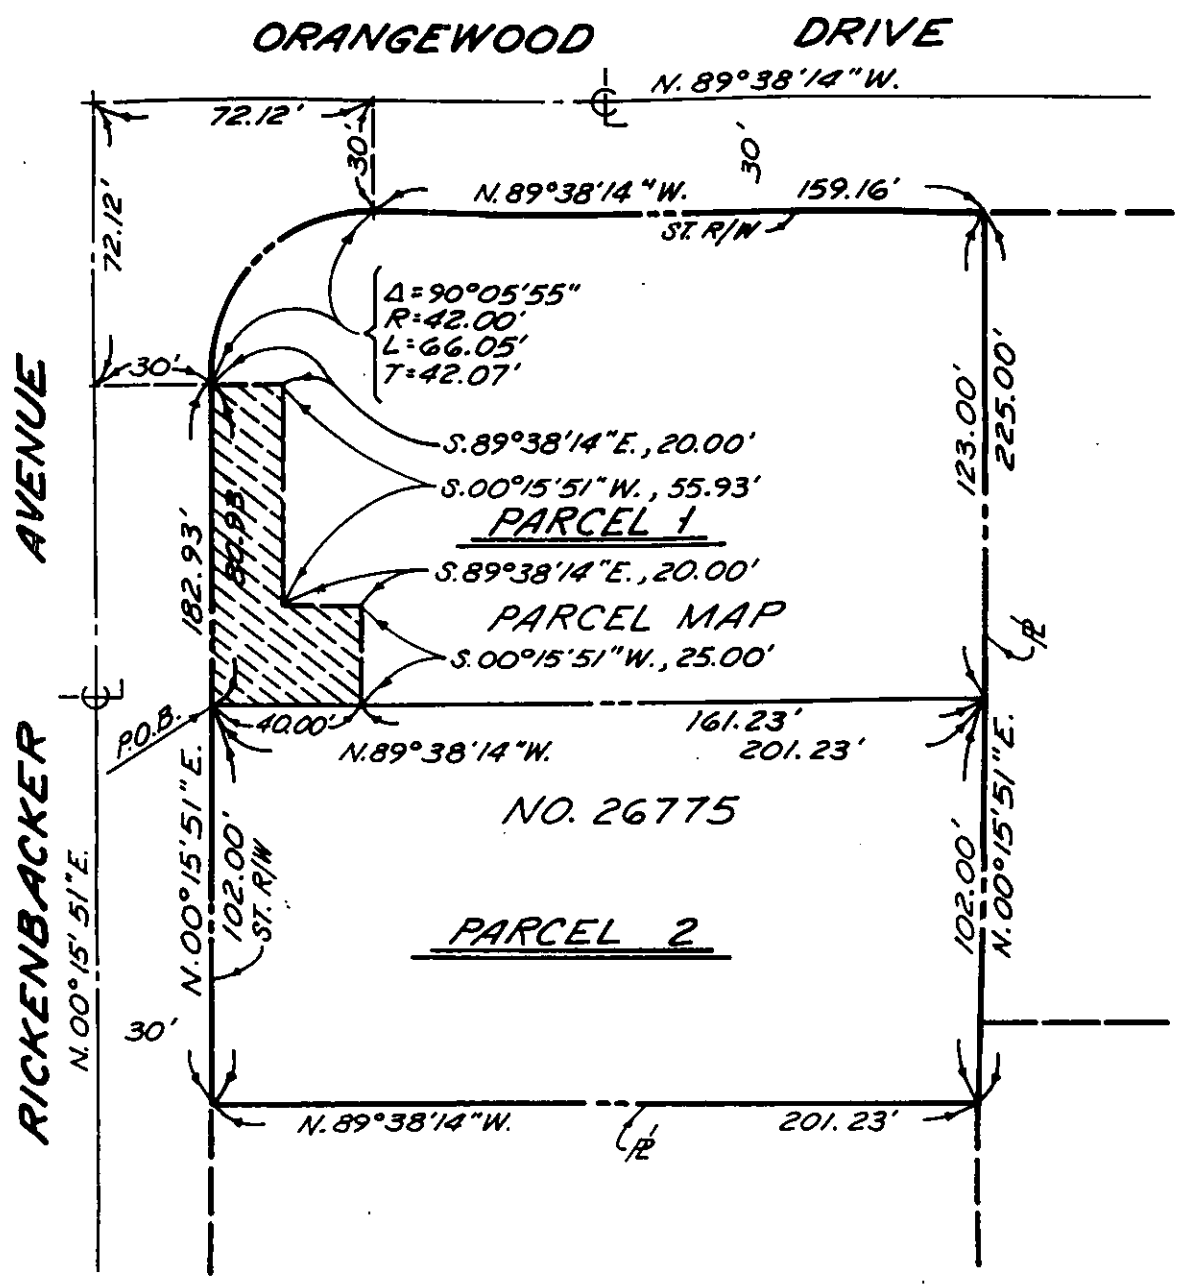 ORANGEWOOD DRIVE
N. 89°38'14"W.
72.12'
30'
30'
72.12'
N. 89°38'14"W.
159.16'
ST. R/W
Δ=90°05'55"
R=42.00'
L=66.05'
T=42.07'
30'
S.89°38'14"E., 20.00'
S.00°15'51"W., 55.93'
PARCEL 1
S.89°38'14"E., 20.00'
PARCEL MAP
S.00°15'51"W., 25.00'
182.93'
80.93
123.00'
225.00'
PL
CL
CL
P.O.B.
40.00'
161.23'
N.89°38'14"W.
201.23'
NO. 26775
N.00°15'51"E.
102.00'
ST. R/W
PARCEL 2
102.00'
N.00°15'51"E.
RICKENBACKER AVENUE
N.00°15'51"E.
30'
N.89°38'14"W.
201.23'
PL